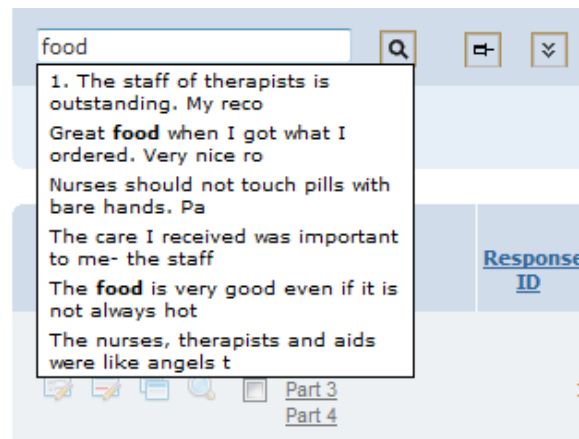 food
1. The staff of therapists is
outstanding. My reco
Great food when I got what I
ordered. Very nice ro
Nurses should not touch pills with
bare hands. Pa
The care I received was important
to me- the staff
The food is very good even if it is
not always hot
The nurses, therapists and aids
were like angels t
Response
ID
Part 3
Part 4